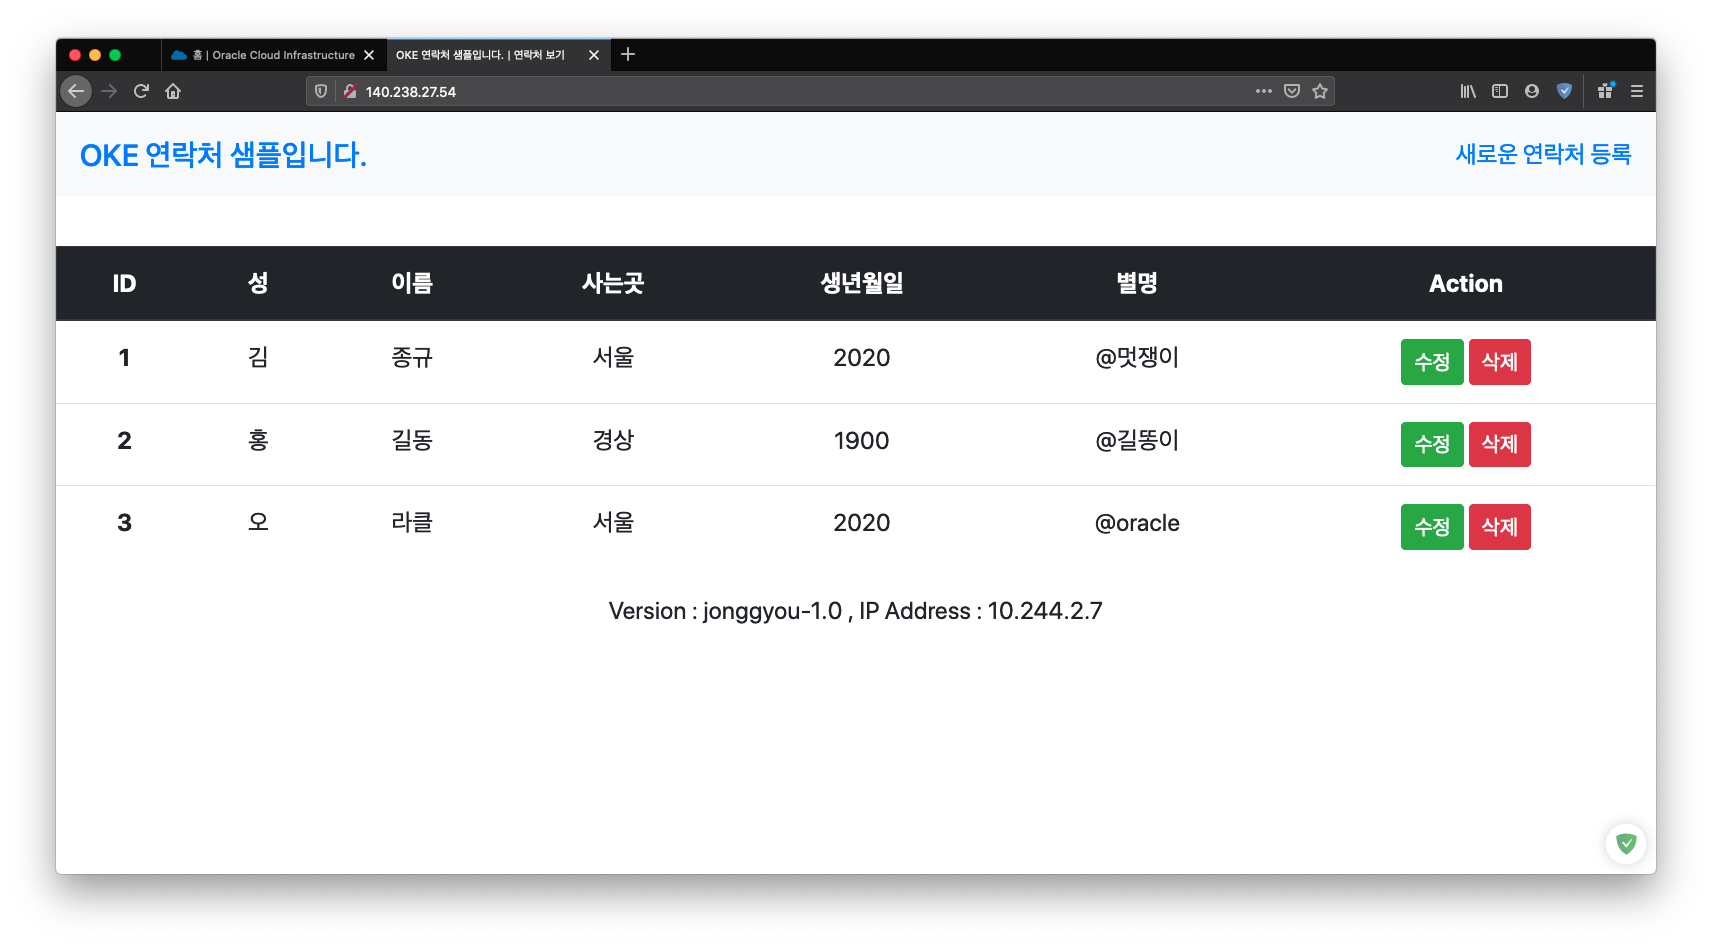 홈 | Oracle Cloud Infrastructure
OKE 연락처 샘플입니다. | 연락처 보기
140.238.27.54
OKE 연락처 샘플입니다.
새로운 연락처 등록
ID 성 이름 사는곳 생년월일 별명 Action
1 김 종규 서울 2020 @멋쟁이 수정 삭제
2 홍 길동 경상 1900 @길똥이 수정 삭제
3 오 라클 서울 2020 @oracle 수정 삭제
Version : jonggyou-1.0 , IP Address : 10.244.2.7